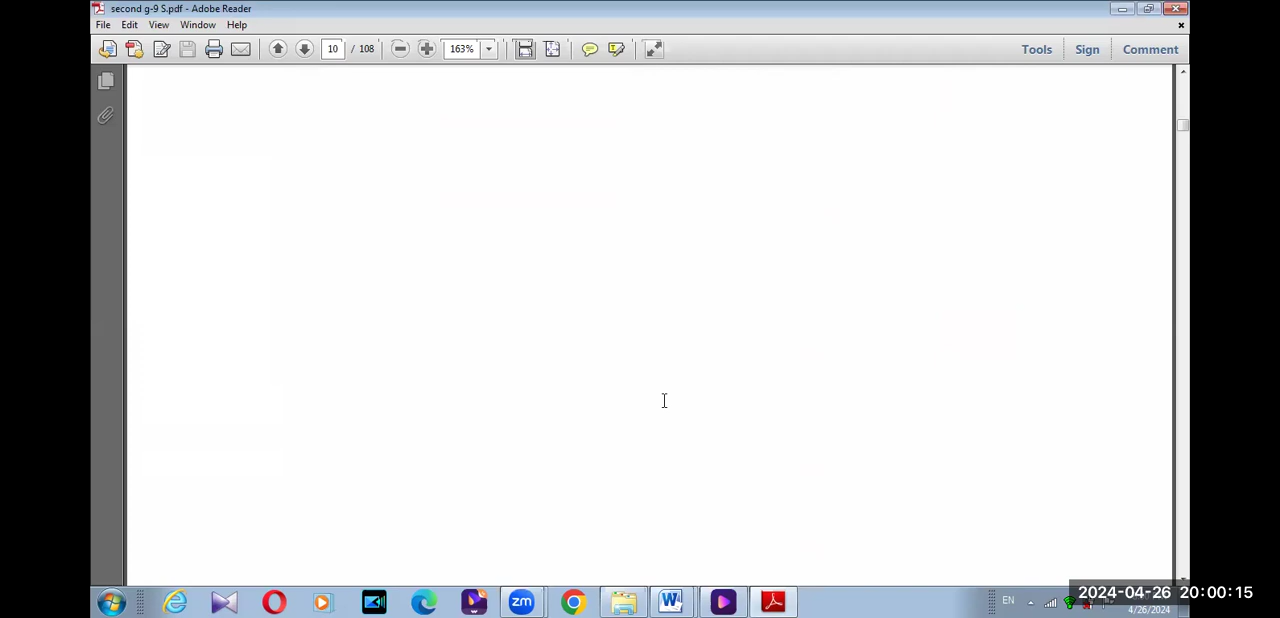 second g-9 S.pdf - Adobe Reader
File Edit View Window Help
10 / 108 163% Tools Sign Comment
zm W EN
2024-04-26 20:00:15
4/26/2024